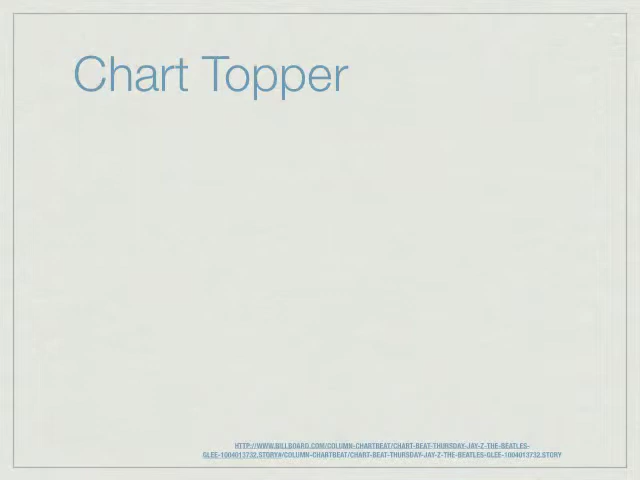 Chart Topper
HTTP://WWW.BILLBOARD.COM/COLUMN-CHARTBEAT/CHART-BEAT-THURSDAY-JAY-Z-THE-BEATLES-
GLEE-1004013732.STORY#/COLUMN-CHARTBEAT/CHART-BEAT-THURSDAY-JAY-Z-THE-BEATLES-GLEE-1004013732.STORY